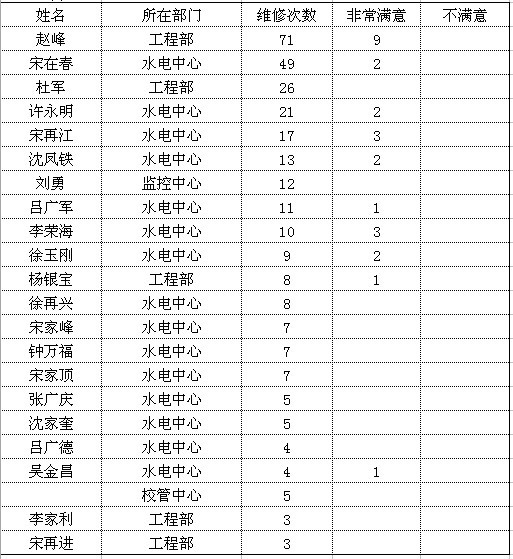 姓名 所在部门 维修次数 非常满意 不满意
赵峰 工程部 71 9
宋在春 水电中心 49 2
杜军 工程部 26
许永明 水电中心 21 2
宋再江 水电中心 17 3
沈凤铁 水电中心 13 2
刘勇 监控中心 12
吕广军 水电中心 11 1
李荣海 水电中心 10 3
徐玉刚 水电中心 9 2
杨银宝 工程部 8 1
徐再兴 水电中心 8
宋家峰 水电中心 7
钟万福 水电中心 7
宋家顶 水电中心 7
张广庆 水电中心 5
沈家奎 水电中心 5
吕广德 水电中心 4
吴金昌 水电中心 4 1
校管中心 5
李家利 工程部 3
宋再进 工程部 3